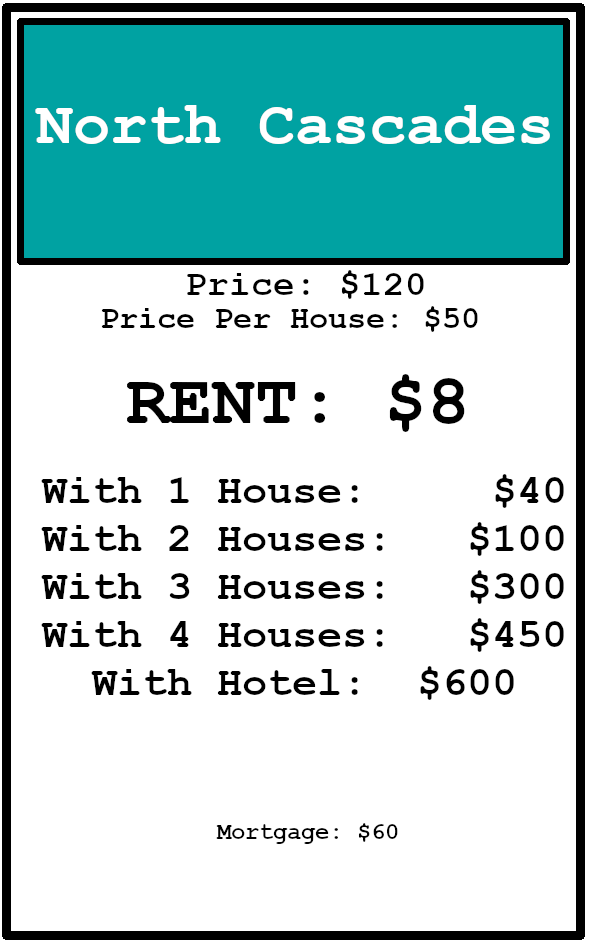 North Cascades
Price: $120
Price Per House: $50
RENT: $8
With 1 House: $40
With 2 Houses: $100
With 3 Houses: $300
With 4 Houses: $450
With Hotel: $600
Mortgage: $60